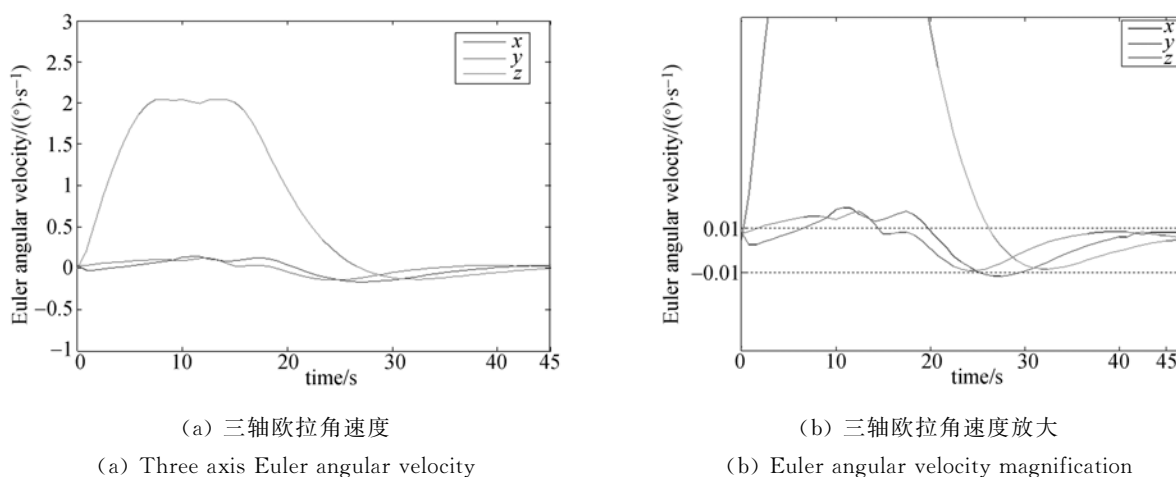 3
2.5
2
1.5
1
0.5
0
−0.5
−1
Euler angular velocity/((°)·s⁻¹)
x
y
z
0 10 20 30 40 45
time/s
(a) 三轴欧拉角速度
(a) Three axis Euler angular velocity
0.01
−0.01
Euler angular velocity/((°)·s⁻¹)
x
y
z
0 10 20 30 40 45
time/s
(b) 三轴欧拉角速度放大
(b) Euler angular velocity magnification